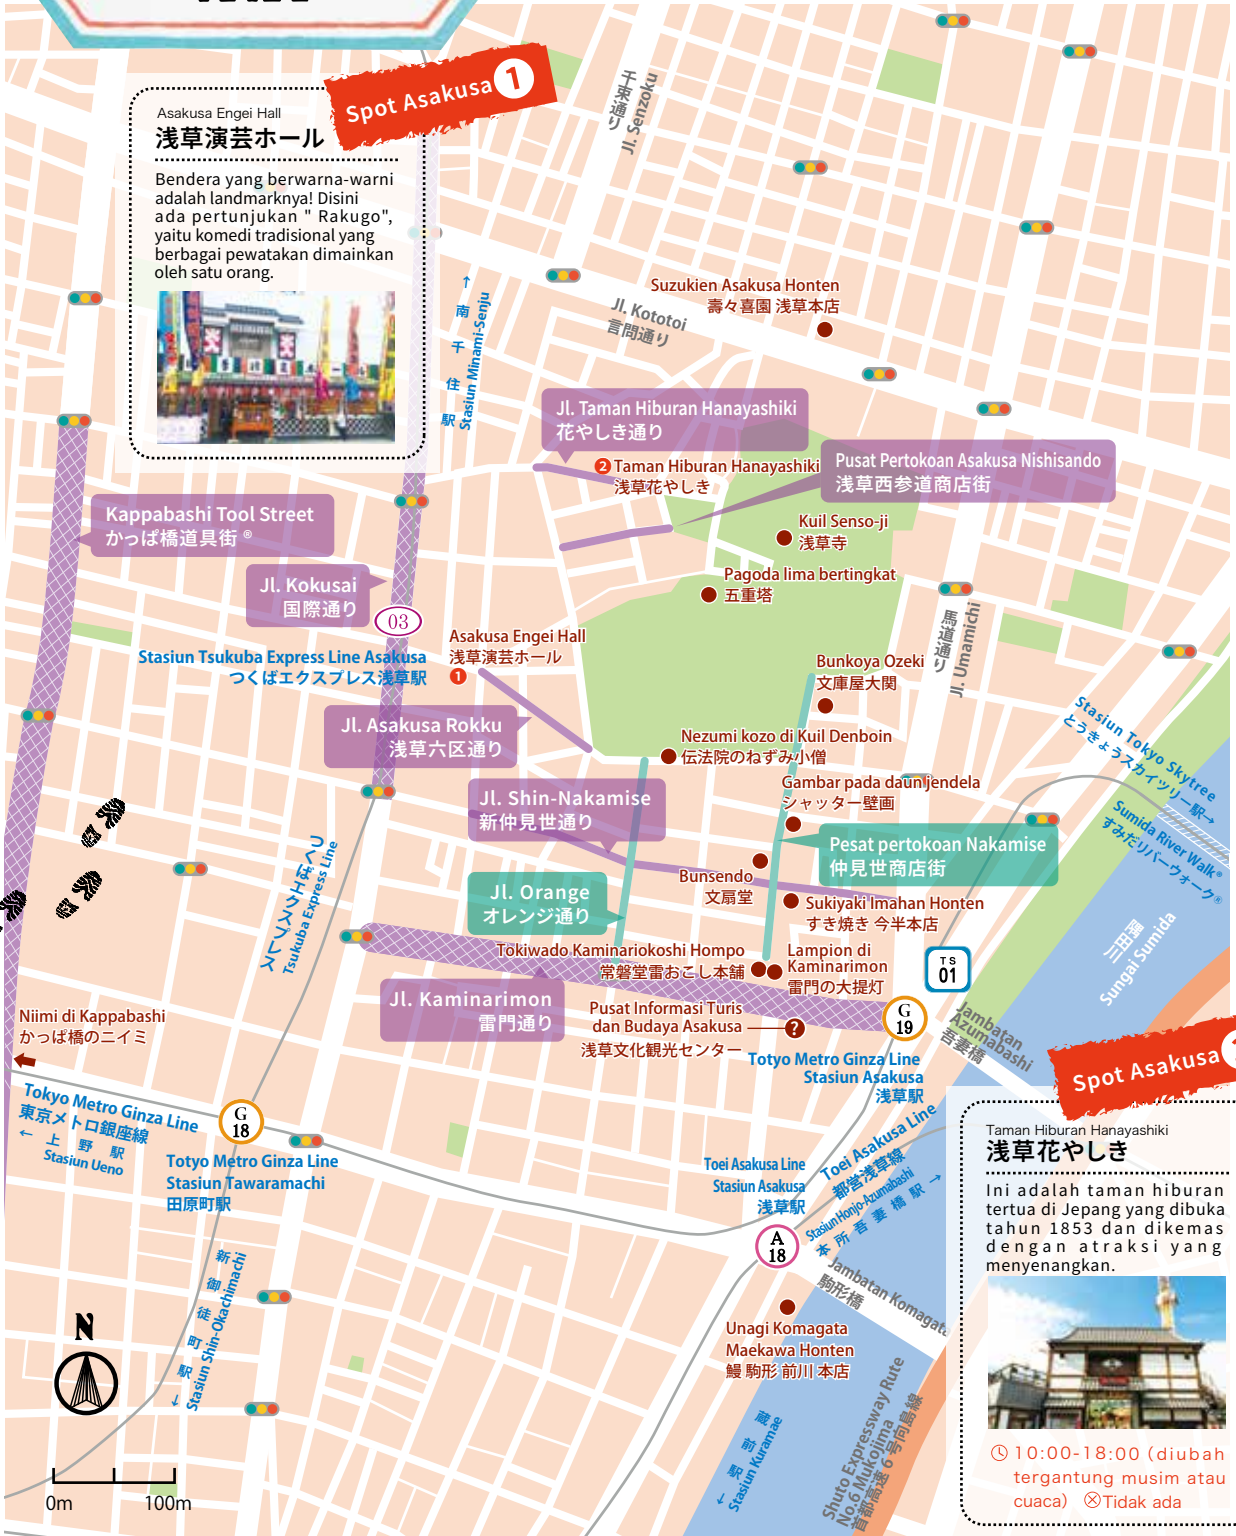 Spot Asakusa 1
Asakusa Engei Hall
浅草演芸ホール
Bendera yang berwarna-warni
adalah landmarknya! Disini
ada pertunjukan " Rakugo",
yaitu komedi tradisional yang
berbagai pewatakan dimainkan
oleh satu orang.
千束通り
Jl. Senzoku
↑南千住駅
Stasiun Minami-Senju
Jl. Kototoi
言問通り
Suzukien Asakusa Honten
壽々喜園 浅草本店
Jl. Taman Hiburan Hanayashiki
花やしき通り
2 Taman Hiburan Hanayashiki
浅草花やしき
Pusat Pertokoan Asakusa Nishisando
浅草西参道商店街
Kappabashi Tool Street
かっぱ橋道具街 ®
Kuil Senso-ji
浅草寺
Jl. Kokusai
国際通り
03
Pagoda lima bertingkat
五重塔
馬道通り
Jl. Umamichi
Stasiun Tsukuba Express Line Asakusa
つくばエクスプレス浅草駅
Asakusa Engei Hall
浅草演芸ホール
1
Bunkoya Ozeki
文庫屋大関
Jl. Asakusa Rokku
浅草六区通り
Nezumi kozo di Kuil Denboin
伝法院のねずみ小僧
Stasiun Tokyo Skytree
とうきょうスカイツリー駅→
Gambar pada daun jendela
シャッター壁画
Jl. Shin-Nakamise
新仲見世通り
Sumida River Walk®
すみだリバーウォーク®
Pesat pertokoan Nakamise
仲見世商店街
Bunsendo
文扇堂
Jl. Orange
オレンジ通り
Sukiyaki Imahan Honten
すき焼き 今半本店
つくばエクスプレス
Tsukuba Express Line
Tokiwado Kaminariokoshi Hompo
常磐堂雷おこし本舗
Lampion di
Kaminarimon
雷門の大提灯
TS
01
Sungai Sumida
Jl. Kaminarimon
雷門通り
Pusat Informasi Turis
dan Budaya Asakusa
浅草文化観光センター
?
G
19
Jambatan
Azumabashi
吾妻橋
Niimi di Kappabashi
かっぱ橋のニイミ
Totyo Metro Ginza Line
Stasiun Asakusa
浅草駅
Tokyo Metro Ginza Line
東京メトロ銀座線
←上野駅
Stasiun Ueno
G
18
Totyo Metro Ginza Line
Stasiun Tawaramachi
田原町駅
Toei Asakusa Line
Stasiun Asakusa
浅草駅
Toei Asakusa Line
都営浅草線
Stasiun Honjo-Azumabashi
本所吾妻橋駅→
A
18
Jambatan Komagata
駒形橋
新御徒町駅↓
Stasiun Shin-Okachimachi
Unagi Komagata
Maekawa Honten
鰻 駒形 前川 本店
蔵前駅
←Stasiun Kuramae
Shuto Expressway Rute
No.6 Mukojima
首都高速6号向島線
N
0m 100m
Spot Asakusa
Taman Hiburan Hanayashiki
浅草花やしき
Ini adalah taman hiburan
tertua di Jepang yang dibuka
tahun 1853 dan dikemas
dengan atraksi yang
menyenangkan.
10:00-18:00 (diubah
tergantung musim atau
cuaca) Tidak ada